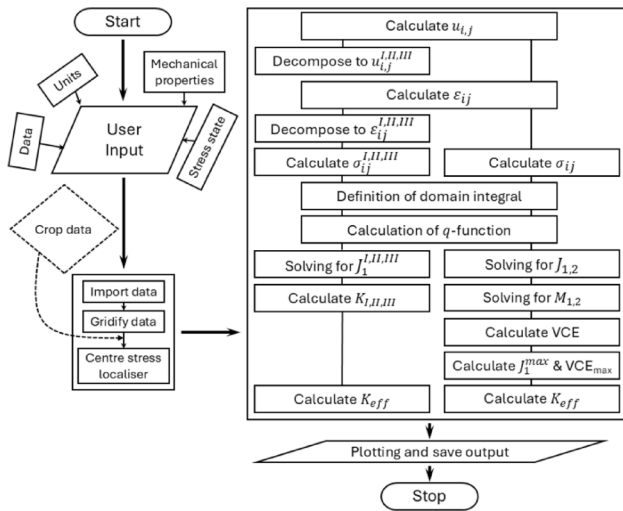 Start
Units
Mechanical
properties
Data
User
Input
Stress state
Crop data
Import data
Gridify data
Centre stress
localiser
Calculate u_{i,j}
Decompose to u_{i,j}^{I,II,III}
Calculate ε_{ij}
Decompose to ε_{ij}^{I,II,III}
Calculate σ_{ij}^{I,II,III}
Calculate σ_{ij}
Definition of domain integral
Calculation of q-function
Solving for J_1^{I,II,III}
Solving for J_{1,2}
Calculate K_{I,II,III}
Solving for M_{1,2}
Calculate VCE
Calculate J_1^{max} & VCE_{max}
Calculate K_{eff}
Calculate K_{eff}
Plotting and save output
Stop